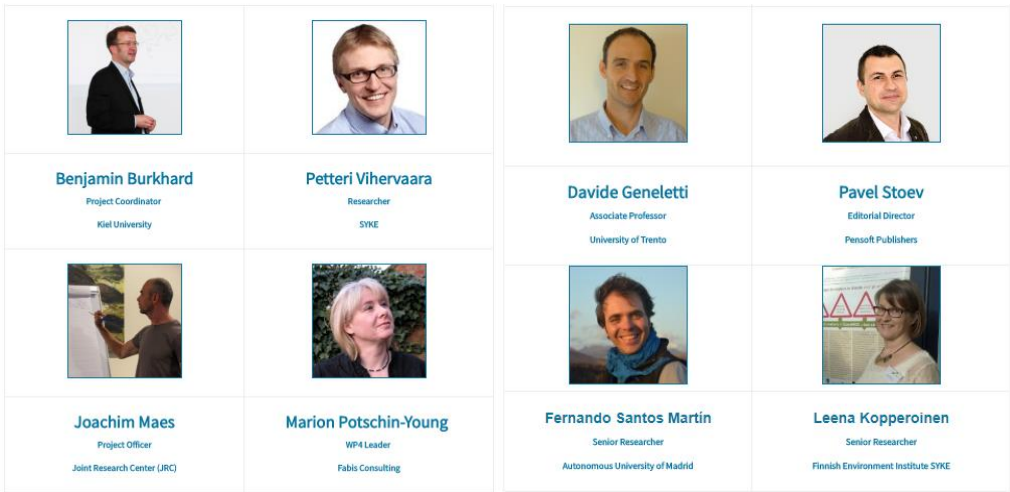 Benjamin Burkhard
Project Coordinator
Kiel University
Petteri Vihervaara
Researcher
SYKE
Davide Geneletti
Associate Professor
University of Trento
Pavel Stoev
Editorial Director
Pensoft Publishers
Joachim Maes
Project Officer
Joint Research Center (JRC)
Marion Potschin-Young
WP4 Leader
Fabis Consulting
Fernando Santos Martin
Senior Researcher
Autonomous University of Madrid
Leena Kopperoinen
Senior Researcher
Finnish Environment Institute SYKE